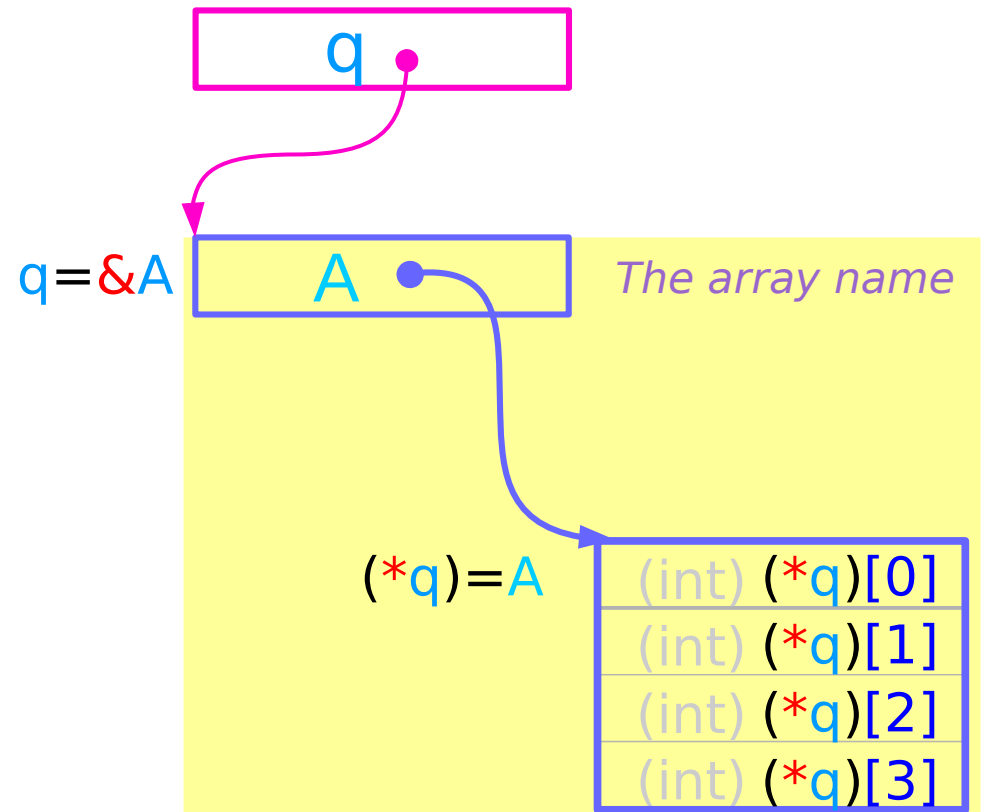 q
q=&A
A
The array name
(*q)=A
(int) (*q)[0]
(int) (*q)[1]
(int) (*q)[2]
(int) (*q)[3]